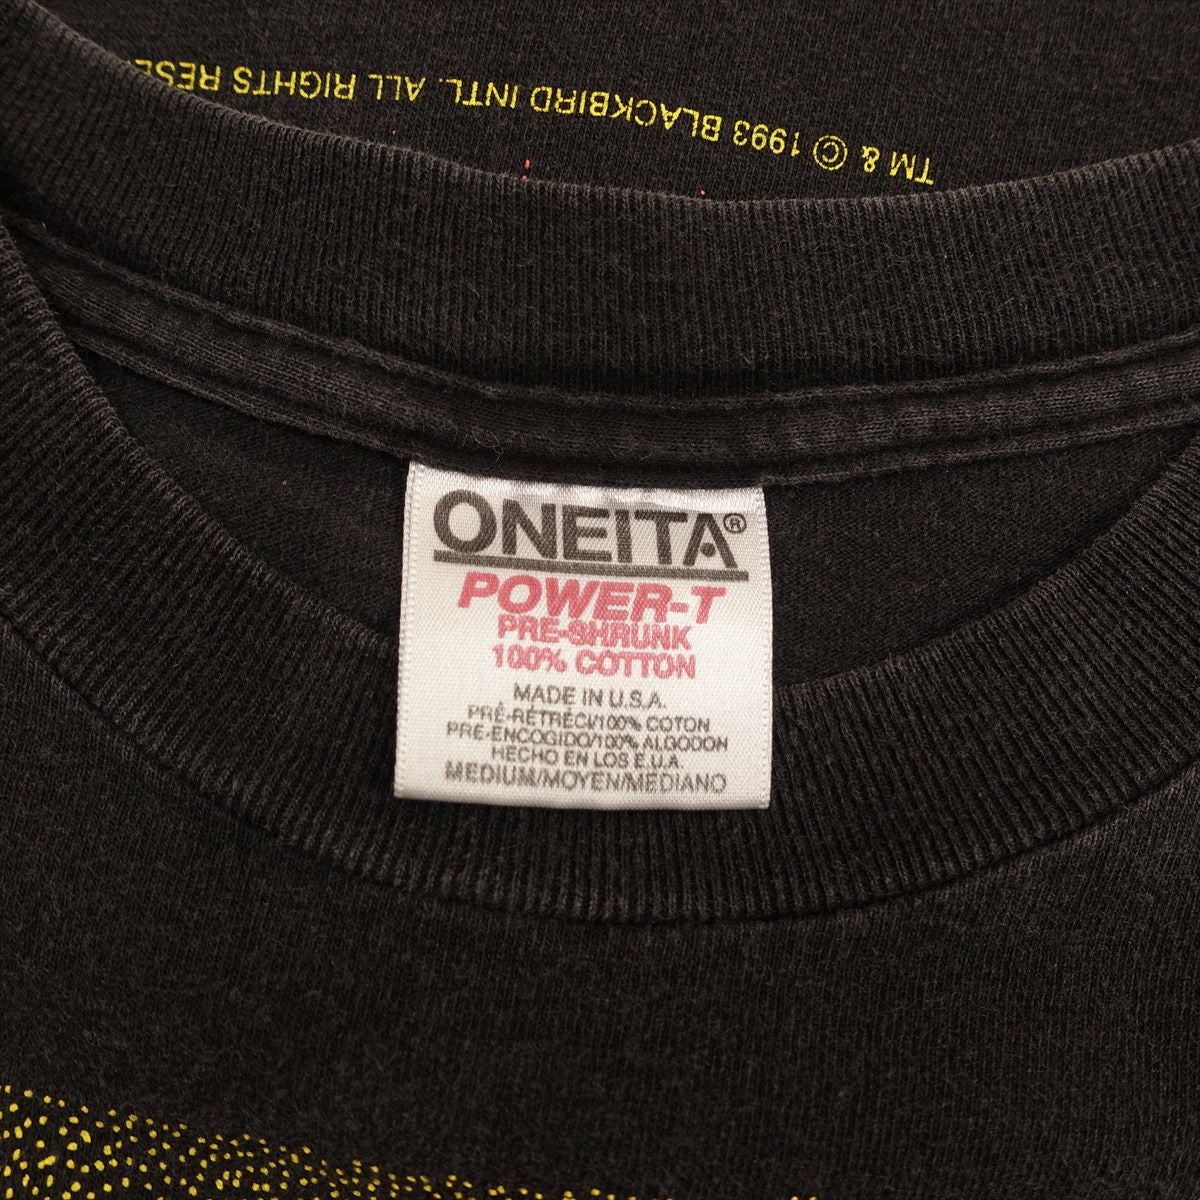 TM & © 1993 BLACKBIRD INT'L. ALL RIGHTS RESE
ONEITA®
POWER-T
PRE-SHRUNK
100% COTTON
MADE IN U.S.A.
PRÉ-RÉTRÉCI/100% COTON
PRE-ENCOGIDO/100% ALGODON
HECHO EN LOS E.U.A.
MEDIUM/MOYEN/MEDIANO